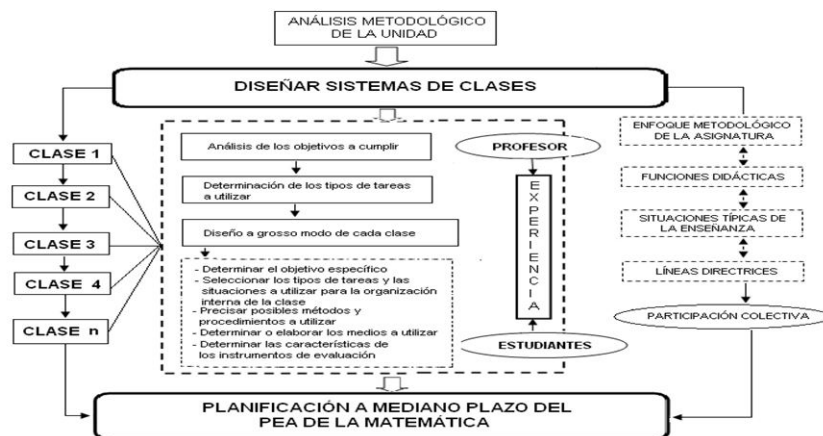 ANÁLISIS METODOLÓGICO
DE LA UNIDAD
DISEÑAR SISTEMAS DE CLASES
CLASE 1
CLASE 2
CLASE 3
CLASE 4
CLASE n
Análisis de los objetivos a cumplir
Determinación de los tipos de tareas
a utilizar
Diseño a grosso modo de cada clase
- Determinar el objetivo específico
- Seleccionar los tipos de tareas y las
situaciones a utilizar para la organización
interna de la clase
- Precisar posibles métodos y
procedimientos a utilizar
- Determinar o elaborar los medios a utilizar
- Determinar las características de
los instrumentos de evaluación
PROFESOR
EXPERIENCIA
ESTUDIANTES
ENFOQUE METODOLÓGICO
DE LA ASIGNATURA
FUNCIONES DIDÁCTICAS
SITUACIONES TÍPICAS DE
LA ENSEÑANZA
LÍNEAS DIRECTRICES
PARTICIPACIÓN COLECTIVA
PLANIFICACIÓN A MEDIANO PLAZO DEL
PEA DE LA MATEMÁTICA